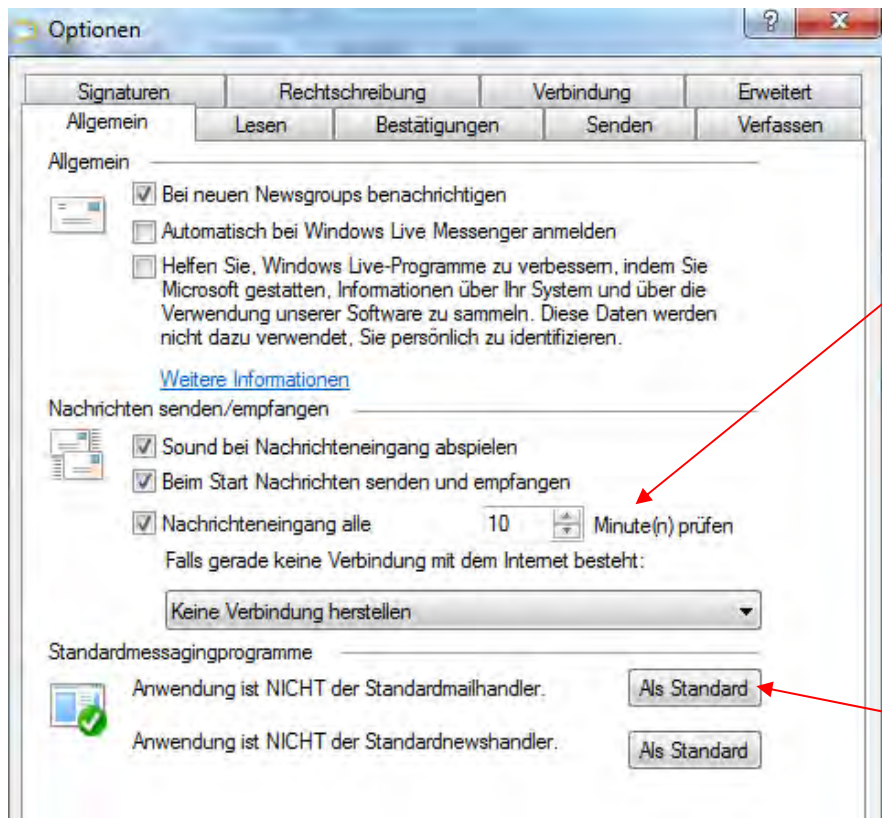 Optionen
Signaturen Rechtschreibung Verbindung Erweitert
Allgemein Lesen Bestätigungen Senden Verfassen
Allgemein
Bei neuen Newsgroups benachrichtigen
Automatisch bei Windows Live Messenger anmelden
Helfen Sie, Windows Live-Programme zu verbessern, indem Sie
Microsoft gestatten, Informationen über Ihr System und über die
Verwendung unserer Software zu sammeln. Diese Daten werden
nicht dazu verwendet, Sie persönlich zu identifizieren.
Weitere Informationen
Nachrichten senden/empfangen
Sound bei Nachrichteneingang abspielen
Beim Start Nachrichten senden und empfangen
Nachrichteneingang alle 10 Minute(n) prüfen
Falls gerade keine Verbindung mit dem Internet besteht:
Keine Verbindung herstellen
Standardmessagingprogramme
Anwendung ist NICHT der Standardmailhandler. Als Standard
Anwendung ist NICHT der Standardnewshandler. Als Standard